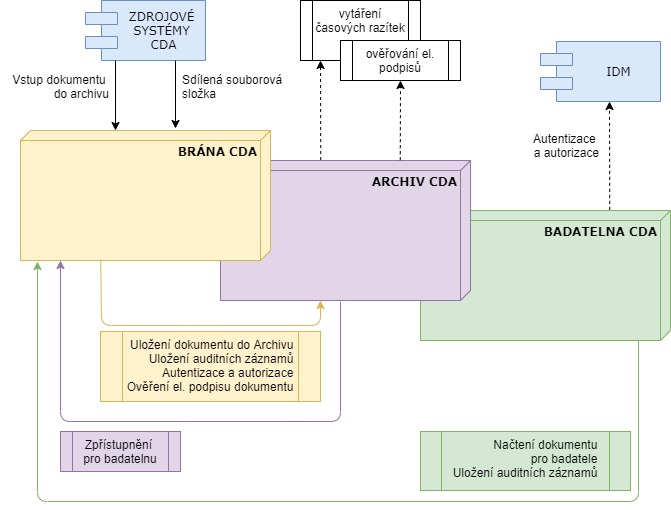 ZDROJOVÉ
SYSTÉMY
CDA
vytáření
časových razítek
ověřování el.
podpisů
IDM
Vstup dokumentu
do archivu
Sdílená souborová
složka
Autentizace
a autorizace
BRÁNA CDA
ARCHIV CDA
BADATELNA CDA
Uložení dokumentu do Archivu
Uložení auditních záznamů
Autentizace a autorizace
Ověření el. podpisu dokumentu
Zpřístupnění
pro badatelnu
Načtení dokumentu
pro badatele
Uložení auditních záznamů